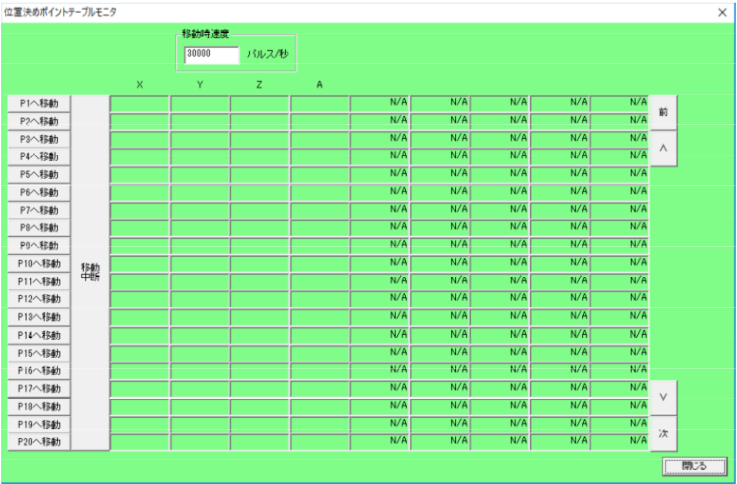 位置決めポイントテーブルモニタ
移動時速度
30000 パルス/秒
X Y Z A
P1へ移動 N/A N/A N/A N/A N/A 前
P2へ移動 N/A N/A N/A N/A N/A
P3へ移動 N/A N/A N/A N/A N/A ∧
P4へ移動 N/A N/A N/A N/A N/A
P5へ移動 N/A N/A N/A N/A N/A
P6へ移動 N/A N/A N/A N/A N/A
P7へ移動 N/A N/A N/A N/A N/A
P8へ移動 N/A N/A N/A N/A N/A
P9へ移動 N/A N/A N/A N/A N/A
P10へ移動 移動 N/A N/A N/A N/A N/A
P11へ移動 中断 N/A N/A N/A N/A N/A
P12へ移動 N/A N/A N/A N/A N/A
P13へ移動 N/A N/A N/A N/A N/A
P14へ移動 N/A N/A N/A N/A N/A
P15へ移動 N/A N/A N/A N/A N/A
P16へ移動 N/A N/A N/A N/A N/A
P17へ移動 N/A N/A N/A N/A N/A ∨
P18へ移動 N/A N/A N/A N/A N/A
P19へ移動 N/A N/A N/A N/A N/A 次
P20へ移動 N/A N/A N/A N/A N/A
閉じる